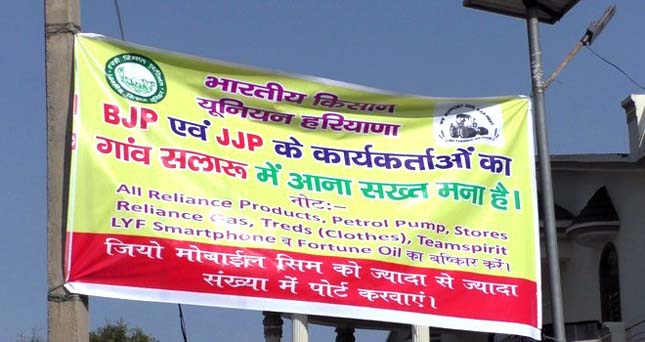 भारतीय किसान
यूनियन हरियाणा
BJP एवं JJP के कार्यकर्ताओं का
गांव सलारू में आना सख्त मना है।
नोट:–
All Reliance Products, Petrol Pump, Stores
Reliance Gas, Treds (Clothes), Teamspirit
LYF Smartphone व Fortune Oil का बष्किार करें।
जियो मोबाईल सिम को ज्यादा से ज्यादा
संख्या में पोर्ट करवाएं।